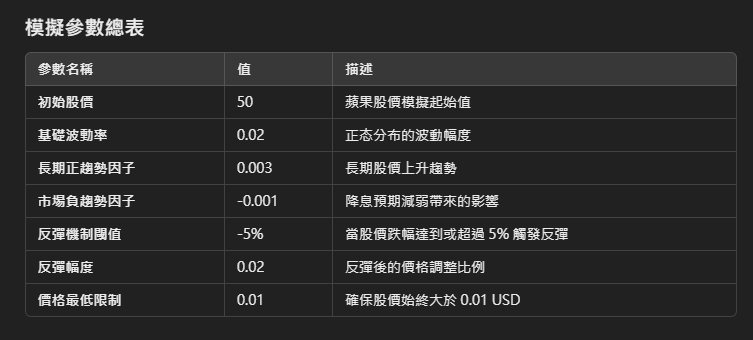 模擬參數總表
參數名稱 值 描述
初始股價 50 蘋果股價模擬起始值
基礎波動率 0.02 正态分布的波動幅度
長期正趨勢因子 0.003 長期股價上升趨勢
市場負趨勢因子 -0.001 降息預期減弱帶來的影響
反彈機制閾值 -5% 當股價跌幅達到或超過 5% 觸發反彈
反彈幅度 0.02 反彈後的價格調整比例
價格最低限制 0.01 確保股價始終大於 0.01 USD